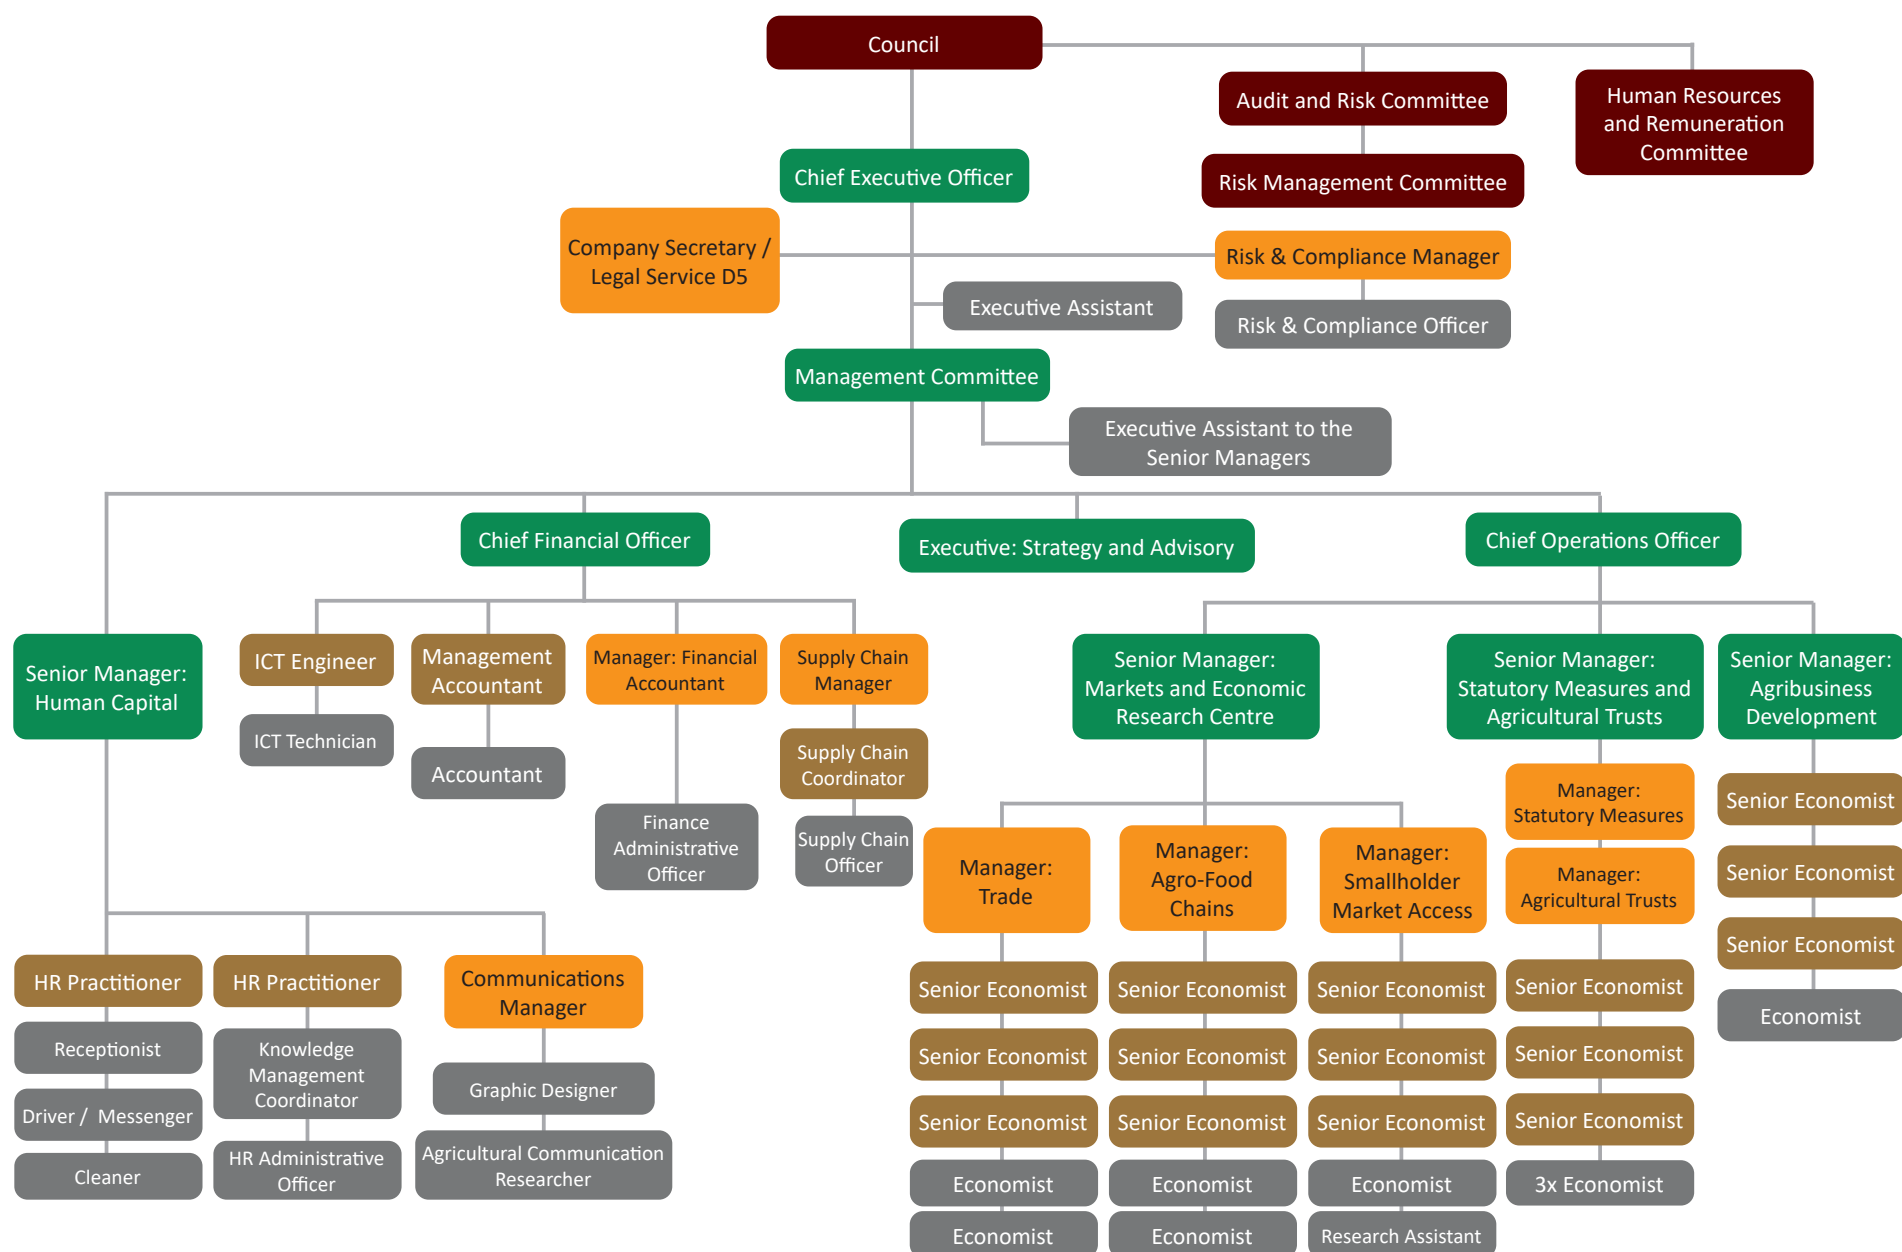 Council
Audit and Risk Committee
Human Resources
and Remuneration
Committee
Chief Executive Officer
Risk Management Committee
Company Secretary /
Legal Service D5
Risk & Compliance Manager
Executive Assistant
Risk & Compliance Officer
Management Committee
Executive Assistant to the
Senior Managers
Chief Financial Officer
Executive: Strategy and Advisory
Chief Operations Officer
Senior Manager:
Human Capital
ICT Engineer
Management
Accountant
Manager: Financial
Accountant
Supply Chain
Manager
Senior Manager:
Markets and Economic
Research Centre
Senior Manager:
Statutory Measures and
Agricultural Trusts
Senior Manager:
Agribusiness
Development
ICT Technician
Accountant
Supply Chain
Coordinator
Finance
Administrative
Officer
Supply Chain
Officer
Manager:
Trade
Manager:
Agro-Food
Chains
Manager:
Smallholder
Market Access
Manager:
Statutory Measures
Manager:
Agricultural Trusts
Senior Economist
Senior Economist
Senior Economist
Economist
HR Practitioner
Receptionist
Driver /  Messenger
Cleaner
HR Practitioner
Knowledge
Management
Coordinator
HR Administrative
Officer
Communications
Manager
Graphic Designer
Agricultural Communication
Researcher
Senior Economist
Senior Economist
Senior Economist
Economist
Economist
Senior Economist
Senior Economist
Senior Economist
Economist
Economist
Senior Economist
Senior Economist
Senior Economist
Economist
Research Assistant
Senior Economist
Senior Economist
Senior Economist
3x Economist